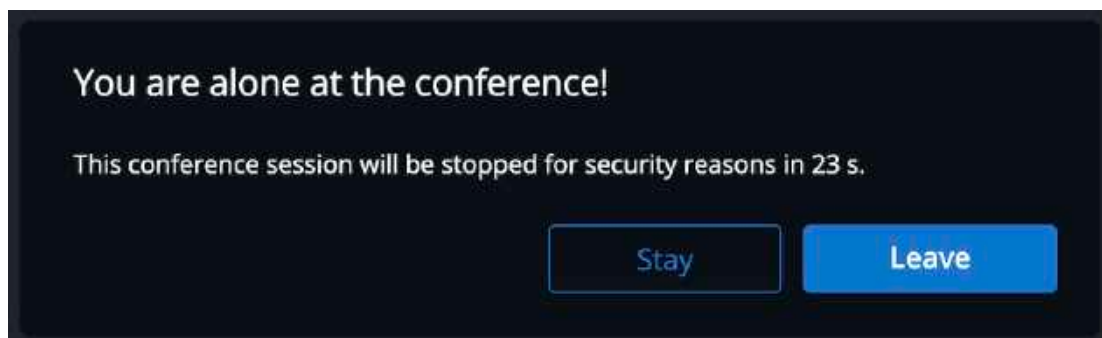 You are alone at the conference!
This conference session will be stopped for security reasons in 23 s.
Stay
Leave